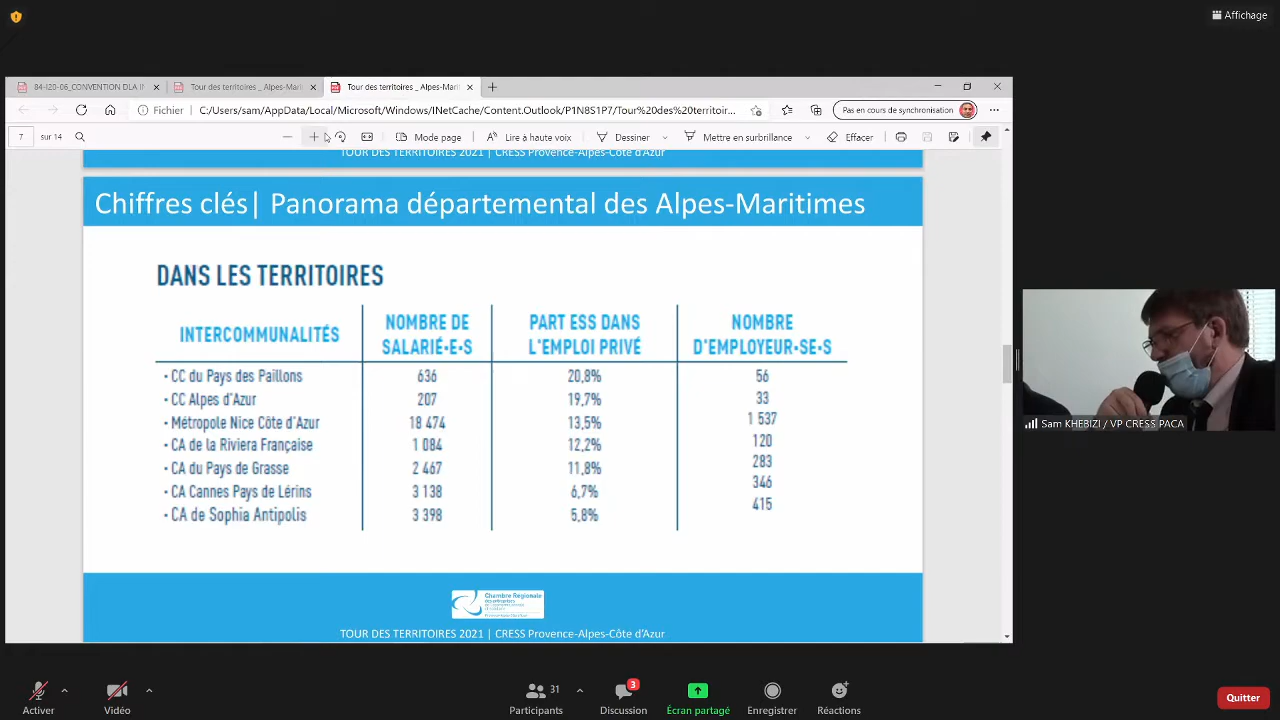 Affichage
84-I20-06_CONVENTION DLA IN
Tour des territoires _ Alpes-Mari
Tour des territoires _ Alpes-Mari
Fichier
C:/Users/sam/AppData/Local/Microsoft/Windows/INetCache/Content.Outlook/P1N8S1P7/Tour%20des%20territoir...
Pas en cours de synchronisation
7 sur 14
Mode page
Lire à haute voix
Dessiner
Mettre en surbrillance
Effacer
TOUR DES TERRITOIRES 2021 | CRESS Provence-Alpes-Côte d'Azur
Chiffres clés| Panorama départemental des Alpes-Maritimes
DANS LES TERRITOIRES
INTERCOMMUNALITÉS
NOMBRE DE
SALARIÉ·E·S
PART ESS DANS
L'EMPLOI PRIVÉ
NOMBRE
D'EMPLOYEUR·SE·S
· CC du Pays des Paillons 636 20,8% 56
· CC Alpes d'Azur 207 19,7% 33
· Métropole Nice Côte d'Azur 18 474 13,5% 1 537
· CA de la Riviera Française 1 084 12,2% 120
· CA du Pays de Grasse 2 467 11,8% 283
· CA Cannes Pays de Lérins 3 138 6,7% 346
· CA de Sophia Antipolis 3 398 5,8% 415
Chambre Regionale
TOUR DES TERRITOIRES 2021 | CRESS Provence-Alpes-Côte d'Azur
Sam KHEBIZI / VP CRESS PACA
Activer
Vidéo
31
Participants
3
Discussion
Écran partagé
Enregistrer
Réactions
Quitter